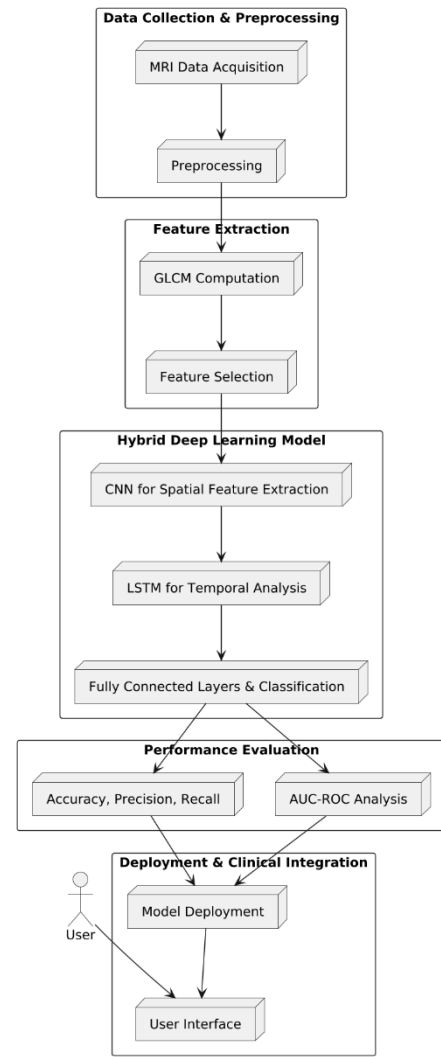 Data Collection & Preprocessing
MRI Data Acquisition
Preprocessing
Feature Extraction
GLCM Computation
Feature Selection
Hybrid Deep Learning Model
CNN for Spatial Feature Extraction
LSTM for Temporal Analysis
Fully Connected Layers & Classification
Performance Evaluation
Accuracy, Precision, Recall
AUC-ROC Analysis
Deployment & Clinical Integration
Model Deployment
User
User Interface